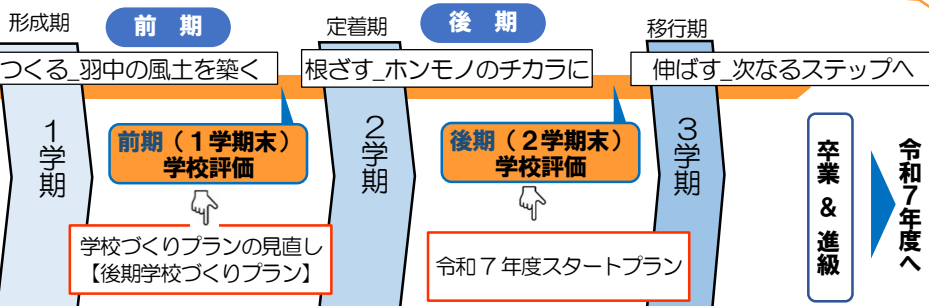 形成期
前 期
定着期
後 期
移行期
つくる_羽中の風土を築く
根ざす_ホンモノのチカラに
伸ばす_次なるステップへ
1学期
前期(1学期末)
学校評価
2学期
後期(2学期末)
学校評価
3学期
学校づくりプランの見直し
【後期学校づくりプラン】
令和7年度スタートプラン
卒業 & 進級
令和7年度へ